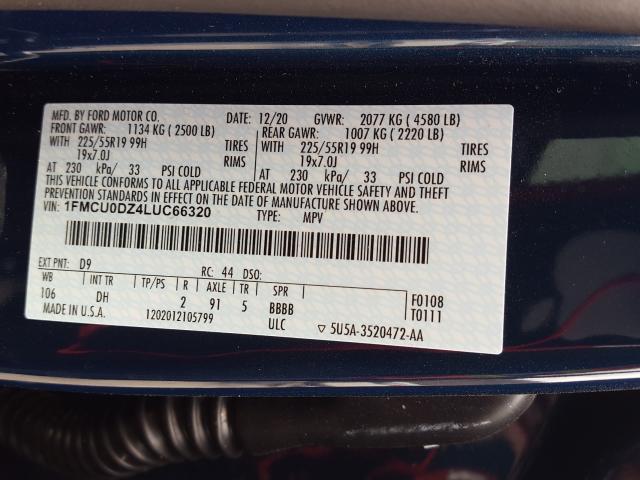 MFD. BY FORD MOTOR CO. DATE: 12/20 GVWR: 2077 KG ( 4580 LB)
FRONT GAWR: 1134 KG ( 2500 LB) REAR GAWR: 1007 KG ( 2220 LB)
WITH 225/55R19 99H TIRES WITH 225/55R19 99H TIRES
19x7.0J RIMS 19x7.0J RIMS
AT 230 kPa/ 33 PSI COLD AT 230 kPa/ 33 PSI COLD
THIS VEHICLE CONFORMS TO ALL APPLICABLE FEDERAL MOTOR VEHICLE SAFETY AND THEFT
PREVENTION STANDARDS IN EFFECT ON THE DATE OF MANUFACTURE SHOWN ABOVE.
VIN: 1FMCU0DZ4LUC66320 TYPE: MPV
EXT PNT: D9 RC: 44 DSO:
WB INT TR TP/PS R AXLE TR SPR
106 DH 2 91 5 BBBB F0108
MADE IN U.S.A. 1202012105799 ULC T0111
▽ 5U5A-3520472-AA